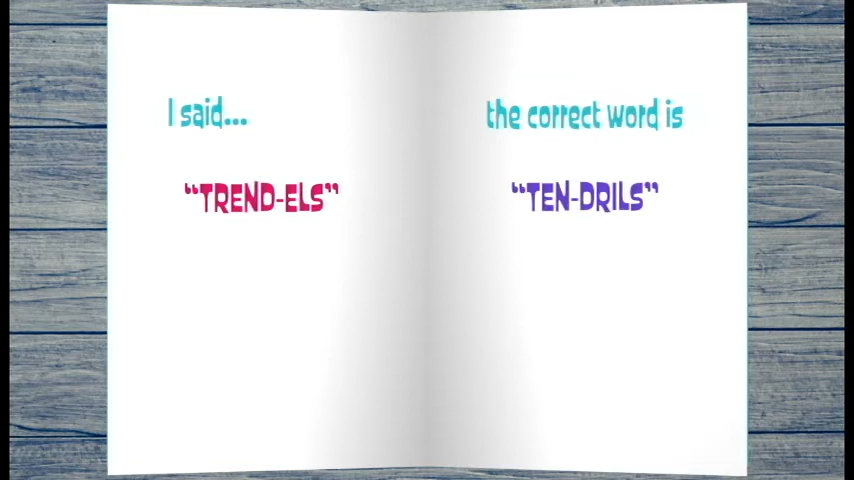 I said...
“TREND-ELS”
the correct word is
“TEN-DRILS”